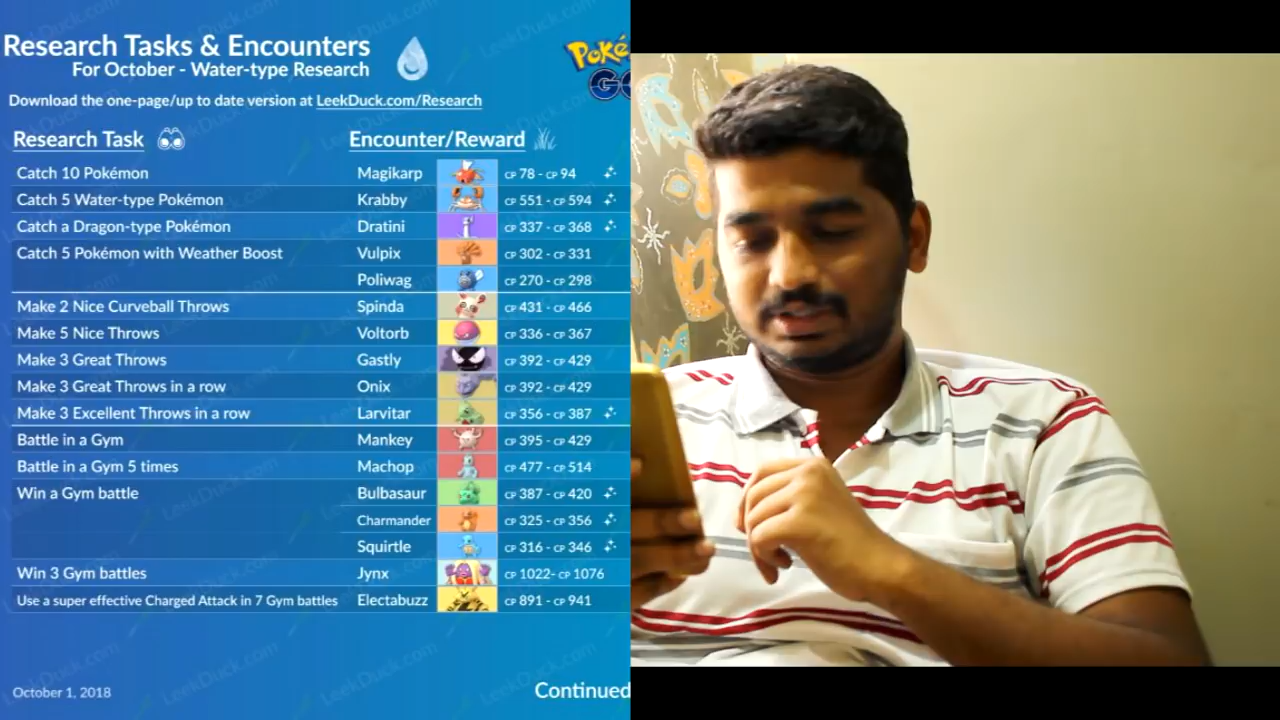 Research Tasks & Encounters
For October - Water-type Research
Poké
GO
Download the one-page/up to date version at LeekDuck.com/Research
Research Task Encounter/Reward
Catch 10 Pokémon Magikarp CP 78 - CP 94
Catch 5 Water-type Pokémon Krabby CP 551 - CP 594
Catch a Dragon-type Pokémon Dratini CP 337 - CP 368
Catch 5 Pokémon with Weather Boost Vulpix CP 302 - CP 331
Poliwag CP 270 - CP 298
Make 2 Nice Curveball Throws Spinda CP 431 - CP 466
Make 5 Nice Throws Voltorb CP 336 - CP 367
Make 3 Great Throws Gastly CP 392 - CP 429
Make 3 Great Throws in a row Onix CP 392 - CP 429
Make 3 Excellent Throws in a row Larvitar CP 356 - CP 387
Battle in a Gym Mankey CP 395 - CP 429
Battle in a Gym 5 times Machop CP 477 - CP 514
Win a Gym battle Bulbasaur CP 387 - CP 420
Charmander CP 325 - CP 356
Squirtle CP 316 - CP 346
Win 3 Gym battles Jynx CP 1022- CP 1076
Use a super effective Charged Attack in 7 Gym battles Electabuzz CP 891 - CP 941
October 1, 2018 Continued